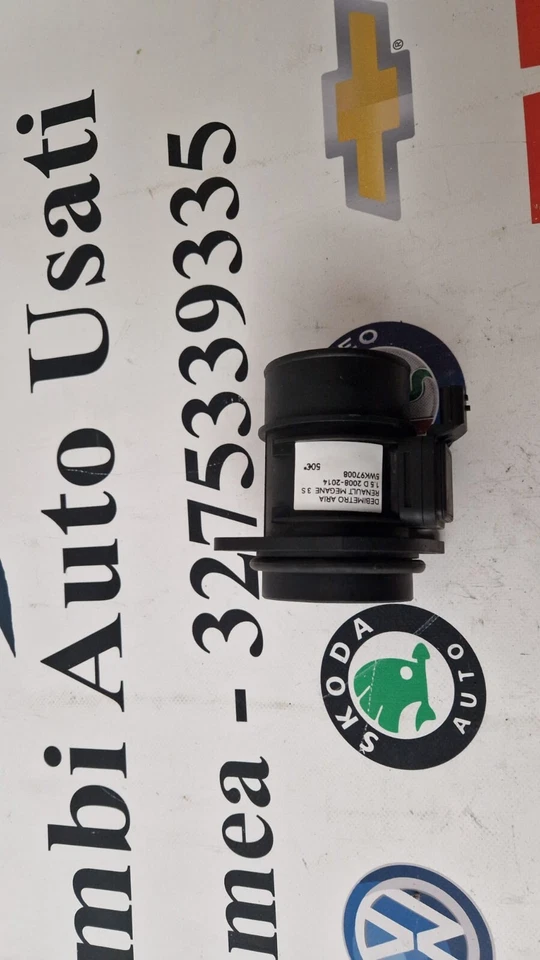 mbi Auto Usati
mea - 3275339335
DEBIMETRO ARIA
RENAULT MEGANE 3 S
1.5 D 2008-2014
5WK97008
50€*
®
SKODA
AUTO